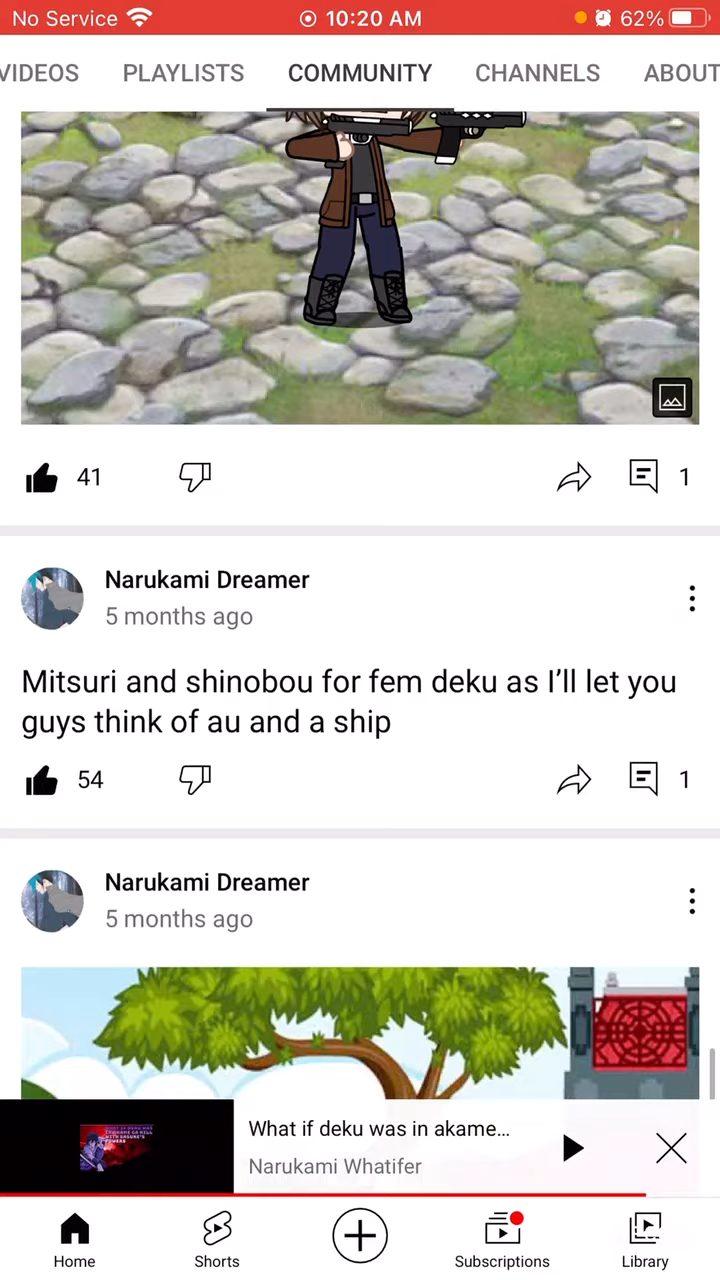 No Service 10:20 AM 62%
VIDEOS PLAYLISTS COMMUNITY CHANNELS ABOUT
41 1
Narukami Dreamer
5 months ago
Mitsuri and shinobou for fem deku as I’ll let you
guys think of au and a ship
54 1
Narukami Dreamer
5 months ago
What if deku was in akame...
Narukami Whatifer
Home Shorts Subscriptions Library